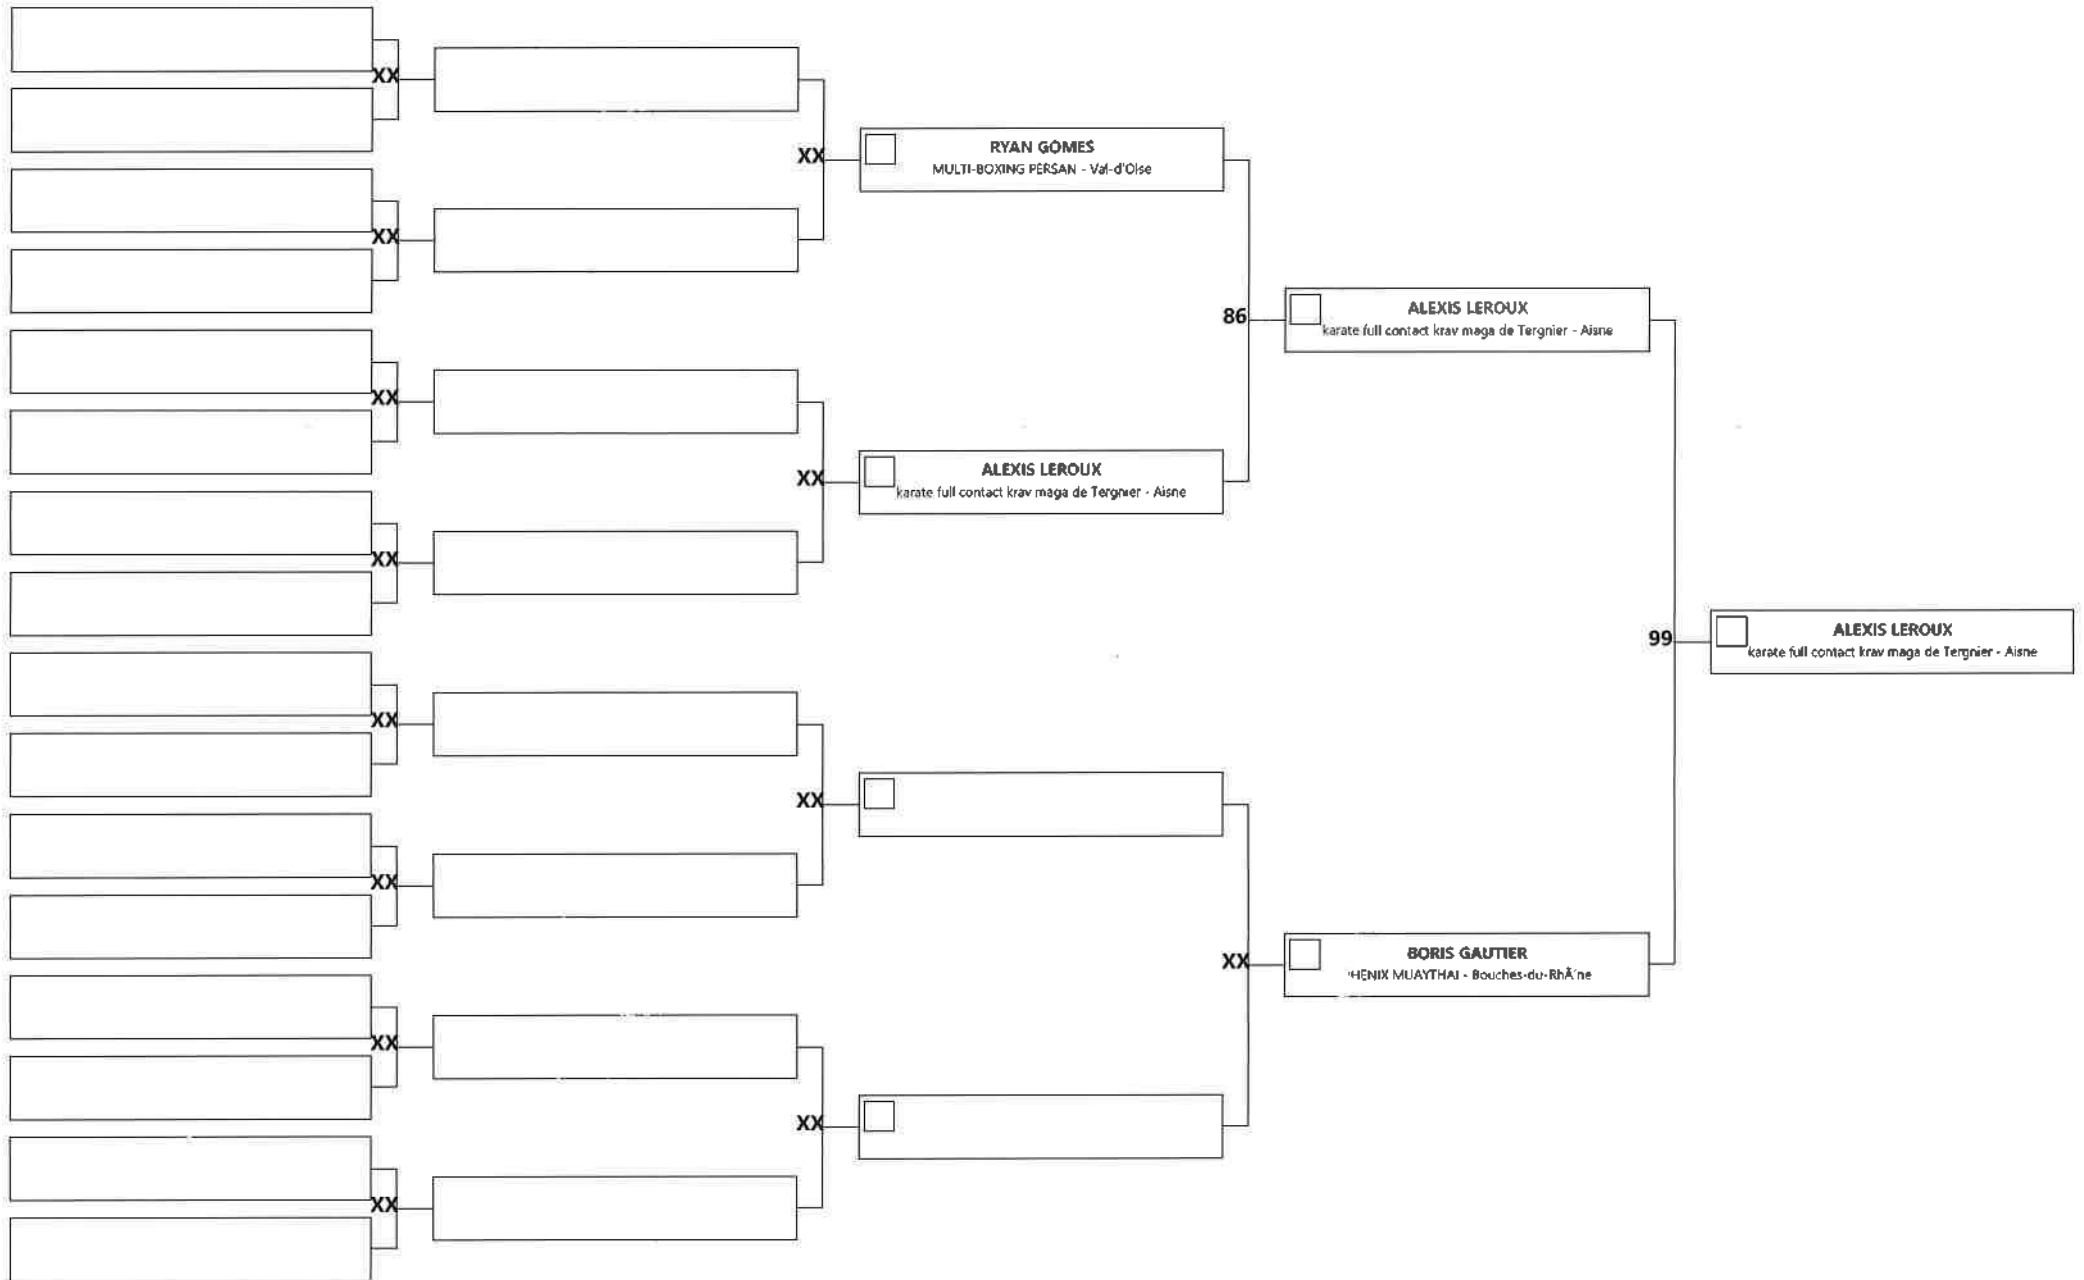 XX
XX
XX
RYAN GOMES
MULTI-BOXING PERSAN - Val-d'Oise
XX
86
ALEXIS LEROUX
karate full contact krav maga de Tergnier - Aisne
XX
XX
ALEXIS LEROUX
karate full contact krav maga de Tergnier - Aisne
XX
99
ALEXIS LEROUX
karate full contact krav maga de Tergnier - Aisne
XX
XX
XX
XX
BORIS GAUTIER
MUAYTHAI - Bouches-du-RhÃ´ne
XX
XX
XX